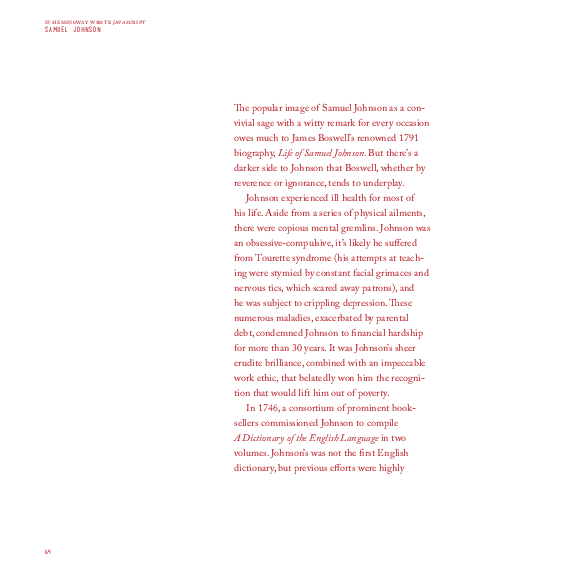 IF HEMINGWAY WROTE JAVASCRIPT
SAMUEL JOHNSON
The popular image of Samuel Johnson as a con-
vivial sage with a witty remark for every occasion
owes much to James Boswell's renowned 1791
biography, Life of Samuel Johnson. But there's a
darker side to Johnson that Boswell, whether by
reverence or ignorance, tends to underplay.
Johnson experienced ill health for most of
his life. Aside from a series of physical ailments,
there were copious mental gremlins. Johnson was
an obsessive-compulsive, it's likely he suffered
from Tourette syndrome (his attempts at teach-
ing were stymied by constant facial grimaces and
nervous tics, which scared away patrons), and
he was subject to crippling depression. These
numerous maladies, exacerbated by parental
debt, condemned Johnson to financial hardship
for more than 30 years. It was Johnson's sheer
erudite brilliance, combined with an impeccable
work ethic, that belatedly won him the recogni-
tion that would lift him out of poverty.
In 1746, a consortium of prominent book-
sellers commissioned Johnson to compile
A Dictionary of the English Language in two
volumes. Johnson's was not the first English
dictionary, but previous efforts were highly